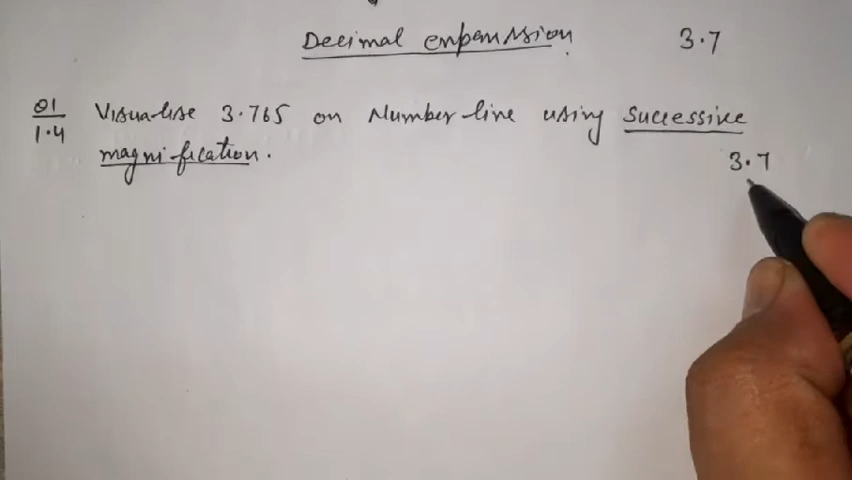 Decimal expansion. 3.7
Q1 Visualise 3.765 on Number line using successive
1.4
magnification.
3.7